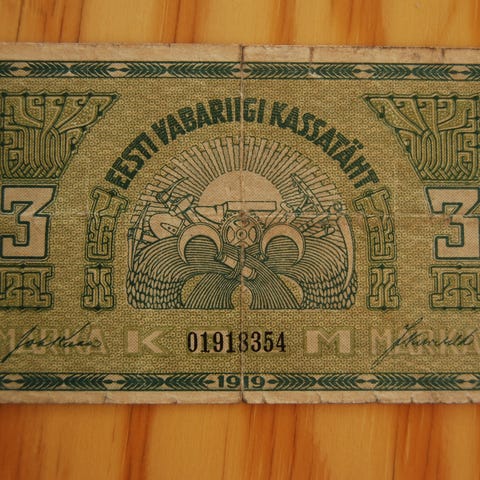 EESTI VABARIIGI KASSATÄHT
3 3
MARKA K 01918354 M MARKA
1919